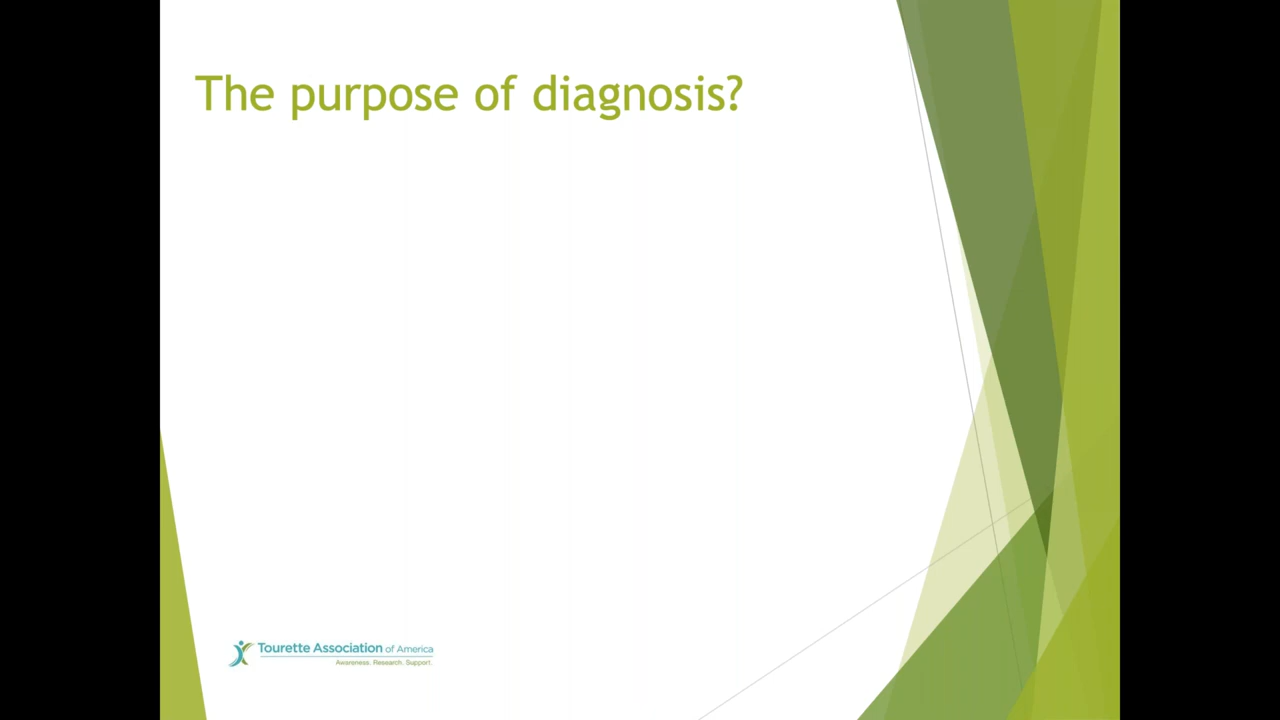 The purpose of diagnosis?
Tourette Association of America
Awareness. Research. Support.